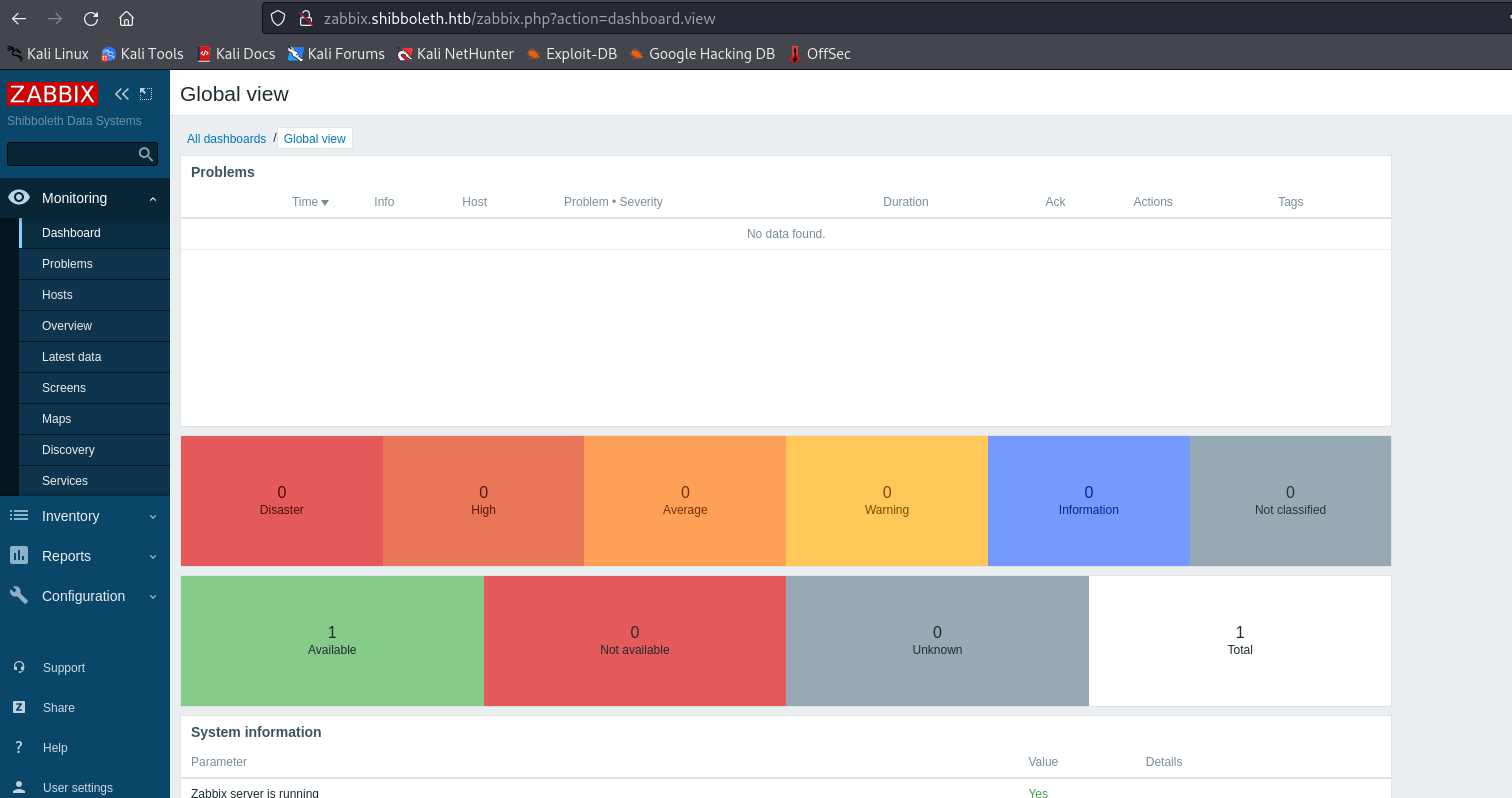 zabbix.shibboleth.htb/zabbix.php?action=dashboard.view
Kali Linux Kali Tools Kali Docs Kali Forums Kali NetHunter Exploit-DB Google Hacking DB OffSec
ZABBIX
Shibboleth Data Systems
Monitoring
Dashboard
Problems
Hosts
Overview
Latest data
Screens
Maps
Discovery
Services
Inventory
Reports
Configuration
Support
Z Share
? Help
User settings
Global view
All dashboards / Global view
Problems
Time Info Host Problem • Severity Duration Ack Actions Tags
No data found.
0 0 0 0 0 0
Disaster High Average Warning Information Not classified
1 0 0 1
Available Not available Unknown Total
System information
Parameter Value Details
Zabbix server is running Yes